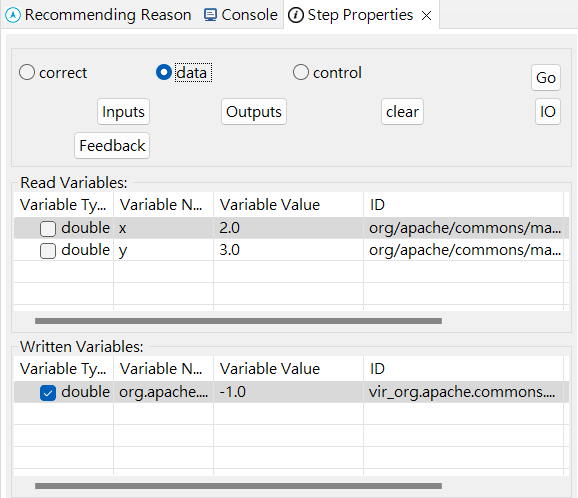 Recommending Reason Console Step Properties
correct data control
Go
Inputs Outputs clear IO
Feedback
Read Variables:
Variable Ty... Variable N... Variable Value ID
double x 2.0 org/apache/commons/ma...
double y 3.0 org/apache/commons/ma...
Written Variables:
Variable Ty... Variable N... Variable Value ID
double org.apache.... -1.0 vir_org.apache.commons....